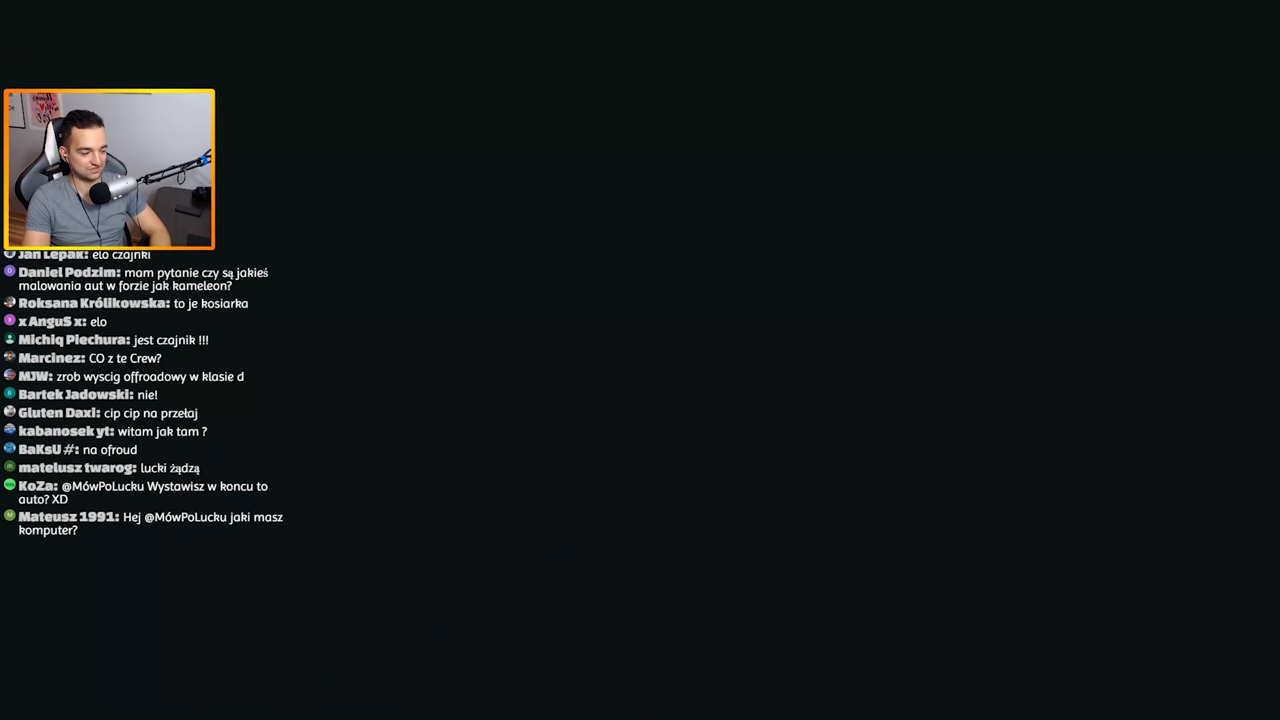 Jan Lepak: elo czajnki
Daniel Podzim: mam pytanie czy są jakieś
malowania aut w forzie jak kameleon?
Roksana Królikowska: to je kosiarka
x AnguS x: elo
Michiq Piechura: jest czajnik !!!
Marcinez: CO z te Crew?
MJW: zrob wyscig offroadowy w klasie d
Bartek Jadowski: nie!
Gluten Daxi: cip cip na przełaj
kabanosek yt: witam jak tam ?
BaKsU #: na ofroud
matelusz twarog: lucki żądzą
KoZa: @MówPoLucku Wystawisz w koncu to
auto? XD
Mateusz 1991: Hej @MówPoLucku jaki masz
komputer?